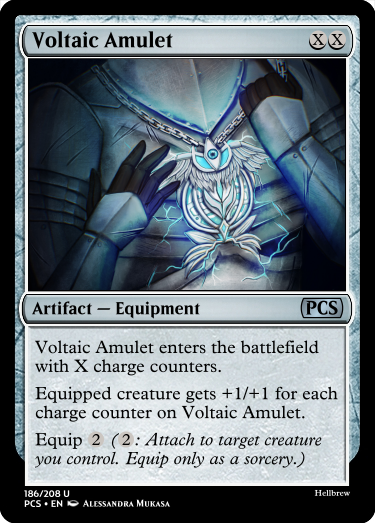 Voltaic Amulet XX
Artifact — Equipment PCS
Voltaic Amulet enters the battlefield
with X charge counters.
Equipped creature gets +1/+1 for each
charge counter on Voltaic Amulet.
Equip 2 (2: Attach to target creature
you control. Equip only as a sorcery.)
186/208 U Hellbrew
PCS • EN Alessandra Mukasa